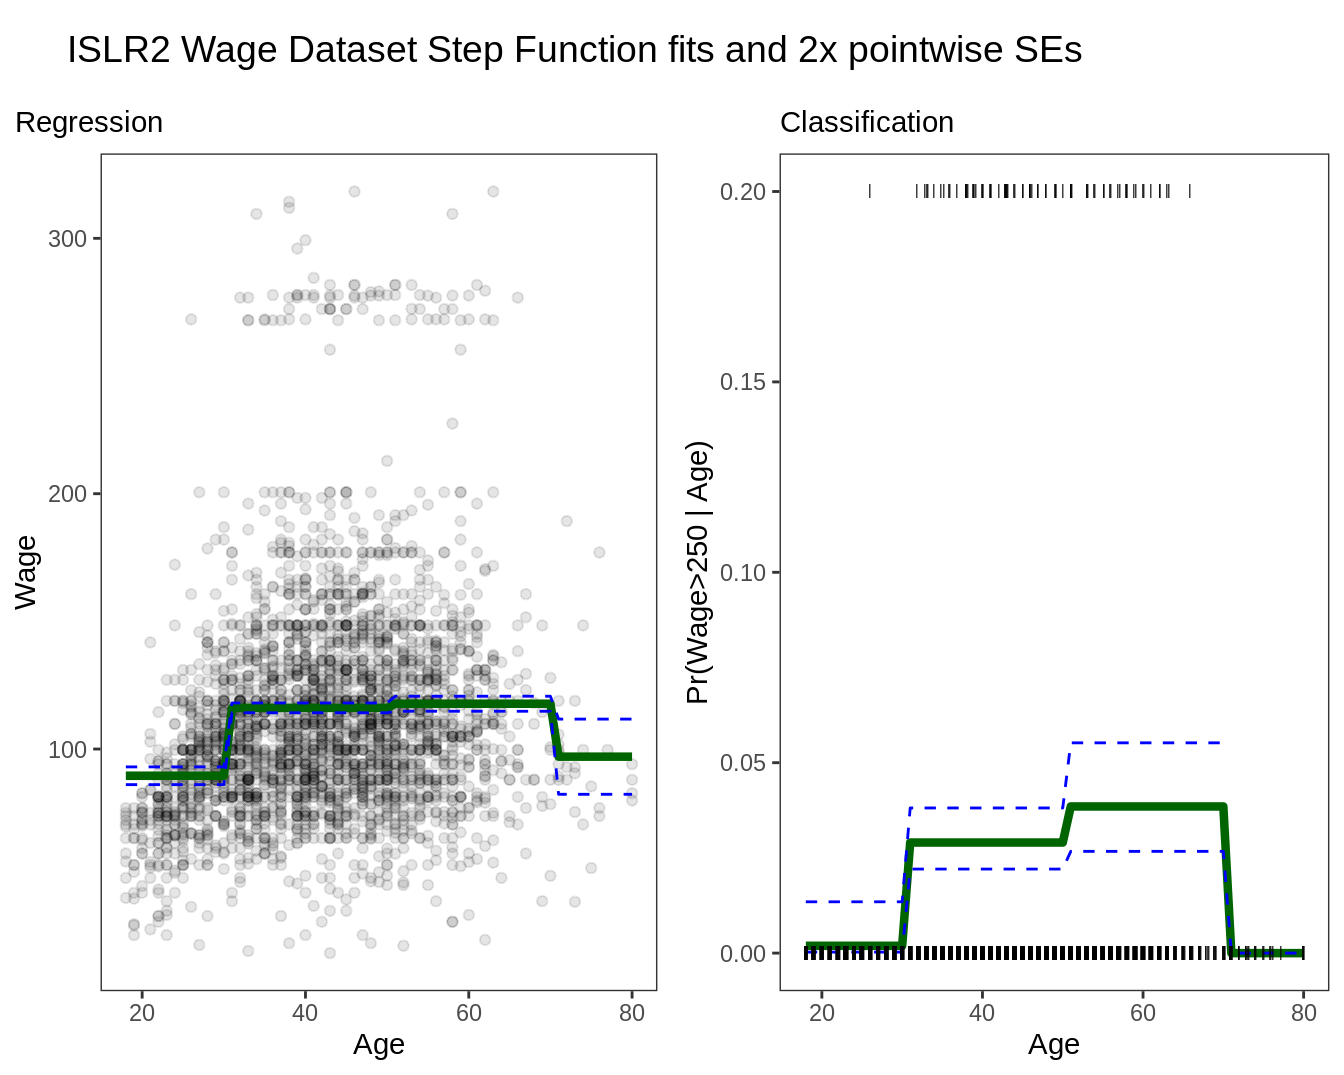 ISLR2 Wage Dataset Step Function fits and 2x pointwise SEs
Regression
300
200
100
Wage
20 40 60 80
Age
Classification
0.20
0.15
0.10
0.05
0.00
Pr(Wage>250 | Age)
20 40 60 80
Age